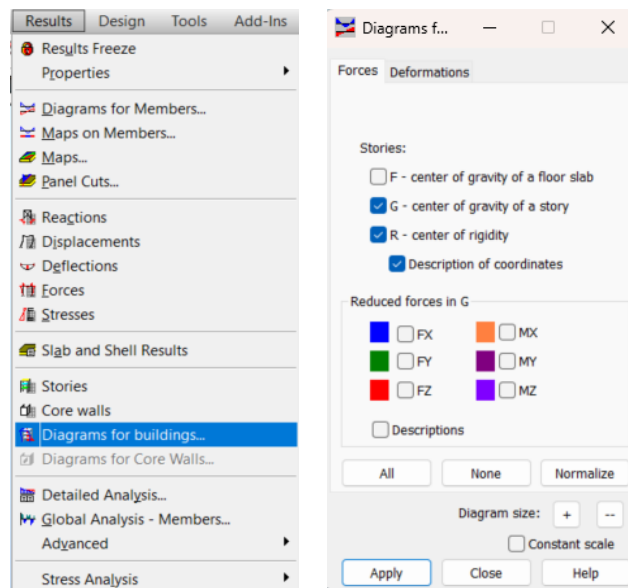 Results Design Tools Add-Ins
Results Freeze
Properties
Diagrams for Members...
Maps on Members...
Maps...
Panel Cuts...
Reactions
Displacements
Deflections
Forces
Stresses
Slab and Shell Results
Stories
Core walls
Diagrams for buildings...
Diagrams for Core Walls...
Detailed Analysis...
Global Analysis - Members...
Advanced
Stress Analysis
Diagrams f...
Forces Deformations
Stories:
F - center of gravity of a floor slab
G - center of gravity of a story
R - center of rigidity
Description of coordinates
Reduced forces in G
FX MX
FY MY
FZ MZ
Descriptions
All None Normalize
Diagram size: + --
Constant scale
Apply Close Help